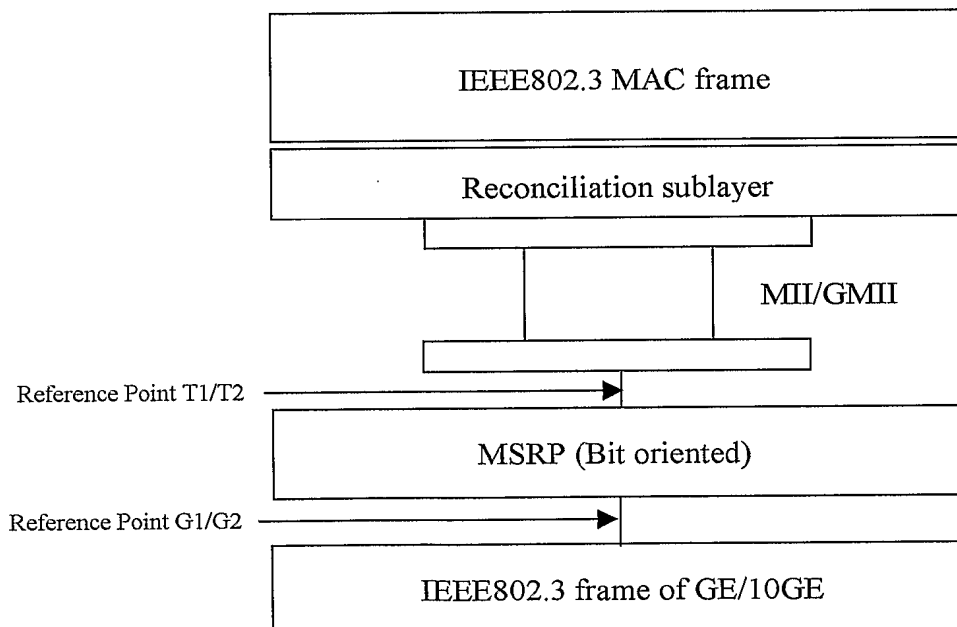 IEEE802.3 MAC frame
Reconciliation sublayer
MII/GMII
Reference Point T1/T2
MSRP (Bit oriented)
Reference Point G1/G2
IEEE802.3 frame of GE/10GE